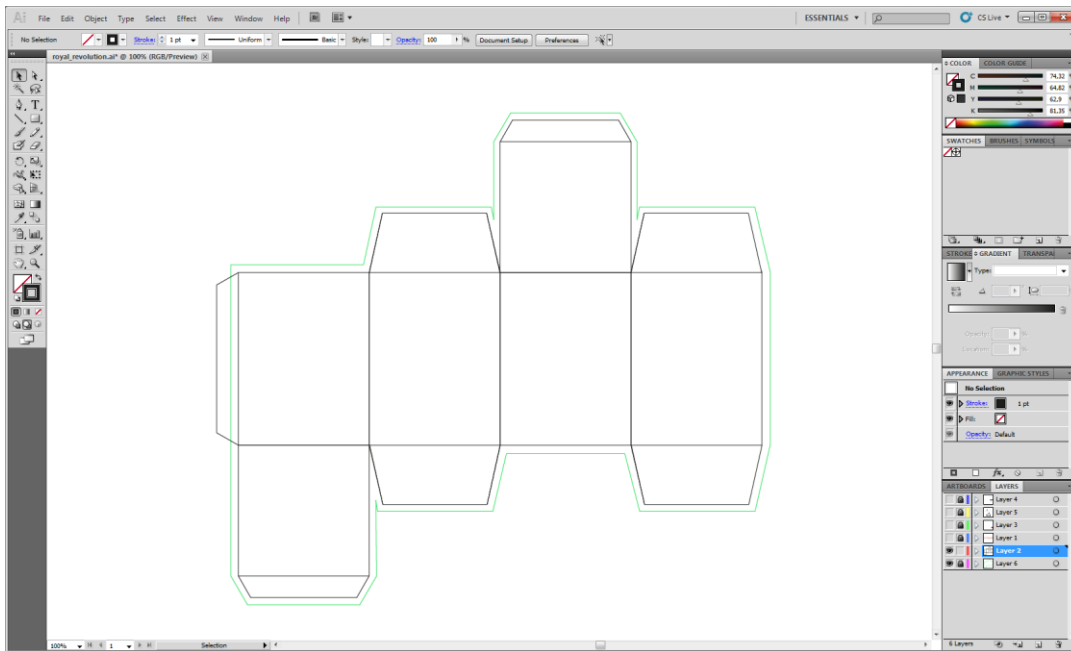 Ai File Edit Object Type Select Effect View Window Help Br ESSENTIALS CS Live
No Selection Stroke: 1 pt Uniform Basic Style: Opacity: 100 % Document Setup Preferences
royal_revolution.ai* @ 100% (RGB/Preview)
COLOR COLOR GUIDE
C 74,32
M 64,82
Y 62,9
K 81,35
SWATCHES BRUSHES SYMBOLS
STROKE GRADIENT TRANSPA
Type:
Opacity: %
Location: %
APPEARANCE GRAPHIC STYLES
No Selection
Stroke: 1 pt
Fill:
Opacity: Default
fx
ARTBOARDS LAYERS
Layer 4
Layer 5
Layer 3
Layer 1
Layer 2
Layer 6
6 Layers
100% 1 Selection